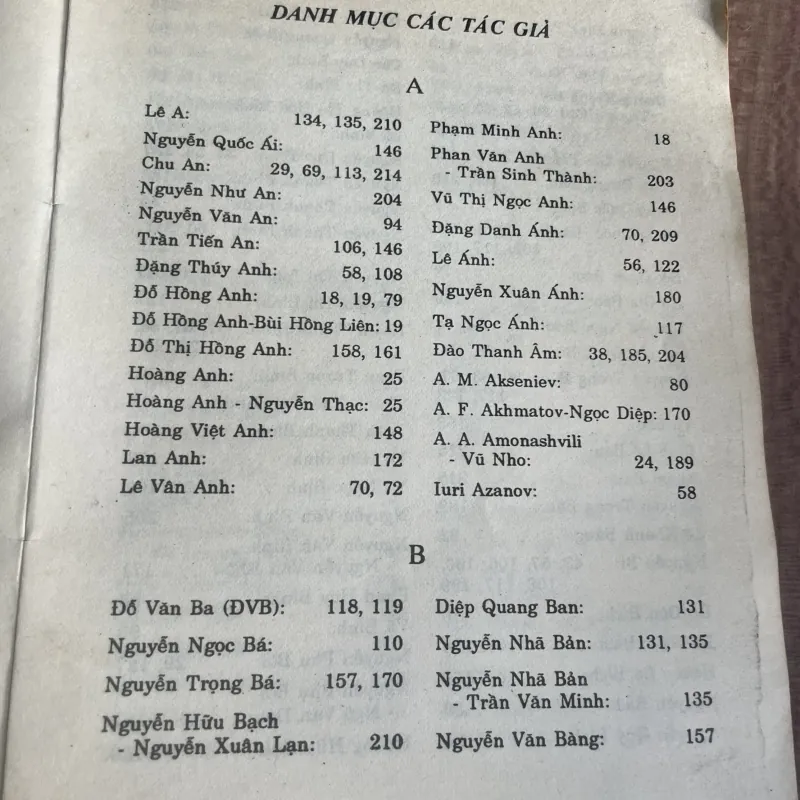 DANH MỤC CÁC TÁC GIẢ
A
Lê A: 134, 135, 210
Nguyễn Quốc Ái: 146
Chu An: 29, 69, 113, 214
Nguyễn Như An: 204
Nguyễn Văn An: 94
Trần Tiến An: 106, 146
Đặng Thúy Anh: 58, 108
Đỗ Hồng Anh: 18, 19, 79
Đỗ Hồng Anh-Bùi Hồng Liên: 19
Đỗ Thị Hồng Anh: 158, 161
Hoàng Anh: 25
Hoàng Anh - Nguyễn Thạc: 25
Hoàng Việt Anh: 148
Lan Anh: 172
Lê Vân Anh: 70, 72
Phạm Minh Anh: 18
Phan Văn Anh
- Trần Sinh Thành: 203
Vũ Thị Ngọc Anh: 146
Đặng Danh Ánh: 70, 209
Lê Ánh: 56, 122
Nguyễn Xuân Ánh: 180
Tạ Ngọc Ánh: 117
Đào Thanh Âm: 38, 185, 204
A. M. Akseniev: 80
A. F. Akhmatov-Ngọc Diệp: 170
A. A. Amonashvili
- Vũ Nho: 24, 189
Iuri Azanov: 58
B
Đỗ Văn Ba (ĐVB): 118, 119
Nguyễn Ngọc Bá: 110
Nguyễn Trọng Bá: 157, 170
Nguyễn Hữu Bạch
- Nguyễn Xuân Lạn: 210
Diệp Quang Ban: 131
Nguyễn Nhã Bản: 131, 135
Nguyễn Nhã Bản
- Trần Văn Minh: 135
Nguyễn Văn Bàng: 157